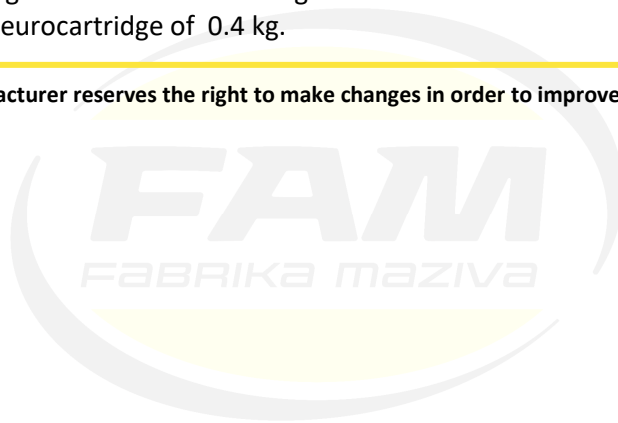 eurocartridge of 0.4 kg.
acturer reserves the right to make changes in order to improve
FAM
FABRIKA MAZIVA